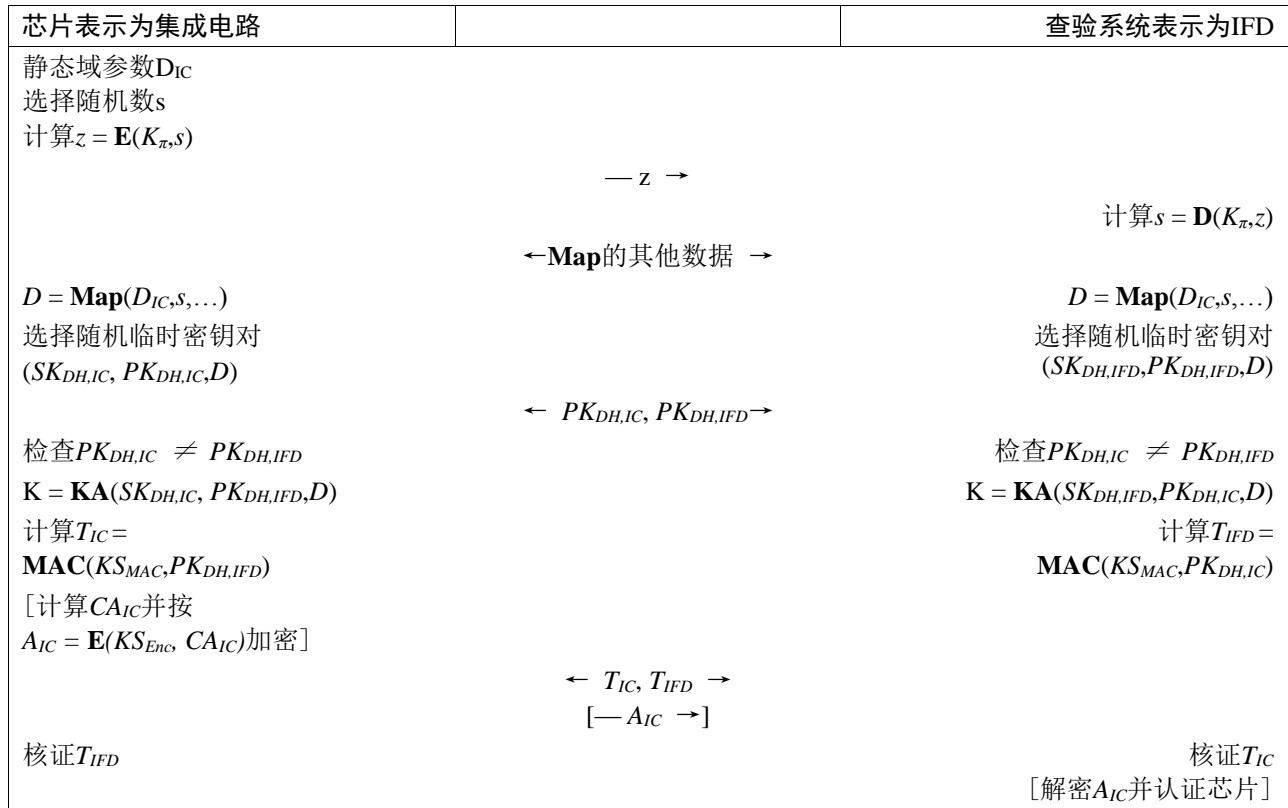 芯片表示为集成电路 查验系统表示为IFD
静态域参数D_IC
选择随机数s
计算z = E(K_π,s)
— z →
计算s = D(K_π,z)
←Map的其他数据 →
D = Map(D_IC,s,…) D = Map(D_IC,s,…)
选择随机临时密钥对 选择随机临时密钥对
(SK_DH,IC, PK_DH,IC,D) (SK_DH,IFD,PK_DH,IFD,D)
← PK_DH,IC, PK_DH,IFD→
检查PK_DH,IC ≠ PK_DH,IFD 检查PK_DH,IC ≠ PK_DH,IFD
K = KA(SK_DH,IC, PK_DH,IFD,D) K = KA(SK_DH,IFD,PK_DH,IC,D)
计算T_IC = 计算T_IFD =
MAC(KS_MAC,PK_DH,IFD) MAC(KS_MAC,PK_DH,IC)
[计算CA_IC并按
A_IC = E(KS_Enc, CA_IC)加密]
← T_IC, T_IFD →
[— A_IC →]
核证T_IFD 核证T_IC
[解密A_IC并认证芯片]